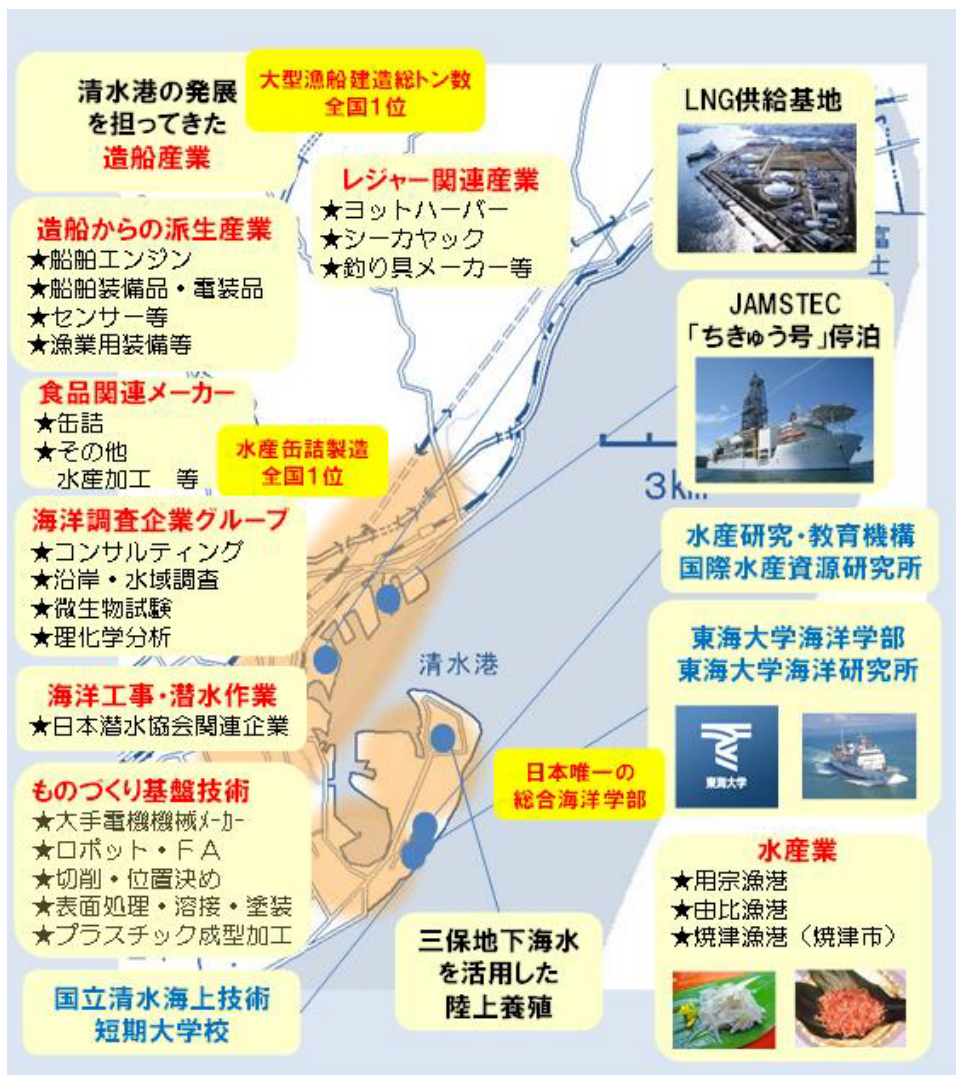 清水港の発展
を担ってきた
造船産業
大型漁船建造総トン数
全国1位
造船からの派生産業
★船舶エンジン
★船舶装備品・電装品
★センサー等
★漁業用装備等
レジャー関連産業
★ヨットハーバー
★シーカヤック
★釣り具メーカー等
食品関連メーカー
★缶詰
★その他
水産加工 等
水産缶詰製造
全国1位
海洋調査企業グループ
★コンサルティング
★沿岸・水域調査
★微生物試験
★理化学分析
海洋工事・潜水作業
★日本潜水協会関連企業
ものづくり基盤技術
★大手電機機械メーカー
★ロボット・FA
★切削・位置決め
★表面処理・溶接・塗装
★プラスチック成型加工
国立清水海上技術
短期大学校
清水港
3km
富士
LNG供給基地
JAMSTEC
「ちきゅう号」停泊
水産研究・教育機構
国際水産資源研究所
東海大学海洋学部
東海大学海洋研究所
東海大学
日本唯一の
総合海洋学部
三保地下海水
を活用した
陸上養殖
水産業
★用宗漁港
★由比漁港
★焼津漁港（焼津市）